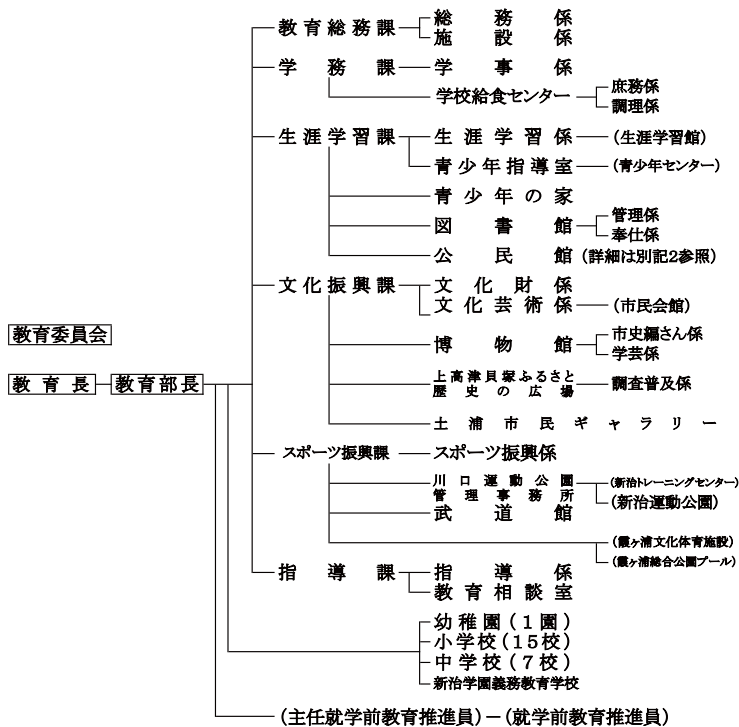 教育総務課
総務係
施設係
学務課
学事係
学校給食センター
庶務係
調理係
生涯学習課
生涯学習係
(生涯学習館)
青少年指導室
(青少年センター)
青少年の家
図書館
管理係
奉仕係
公民館
(詳細は別記2参照)
文化振興課
文化財係
文化芸術係
(市民会館)
教育委員会
博物館
市史編さん係
学芸係
教育長
教育部長
上高津貝塚ふるさと
歴史の広場
調査普及係
土浦市民ギャラリー
スポーツ振興課
スポーツ振興係
川口運動公園
管理事務所
(新治トレーニングセンター)
(新治運動公園)
武道館
(霞ヶ浦文化体育施設)
(霞ヶ浦総合公園プール)
指導課
指導係
教育相談室
幼稚園(1園)
小学校(15校)
中学校(7校)
新治学園義務教育学校
(主任就学前教育推進員)-(就学前教育推進員)